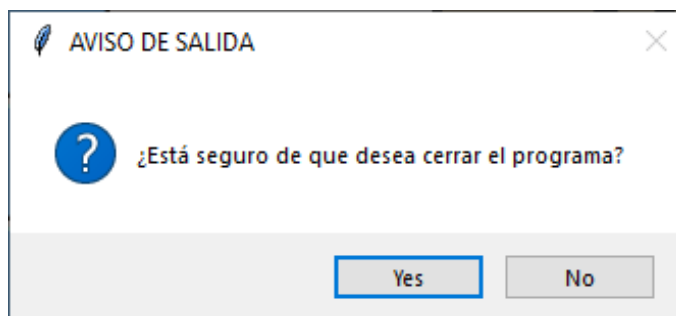 AVISO DE SALIDA
¿Está seguro de que desea cerrar el programa?
Yes No